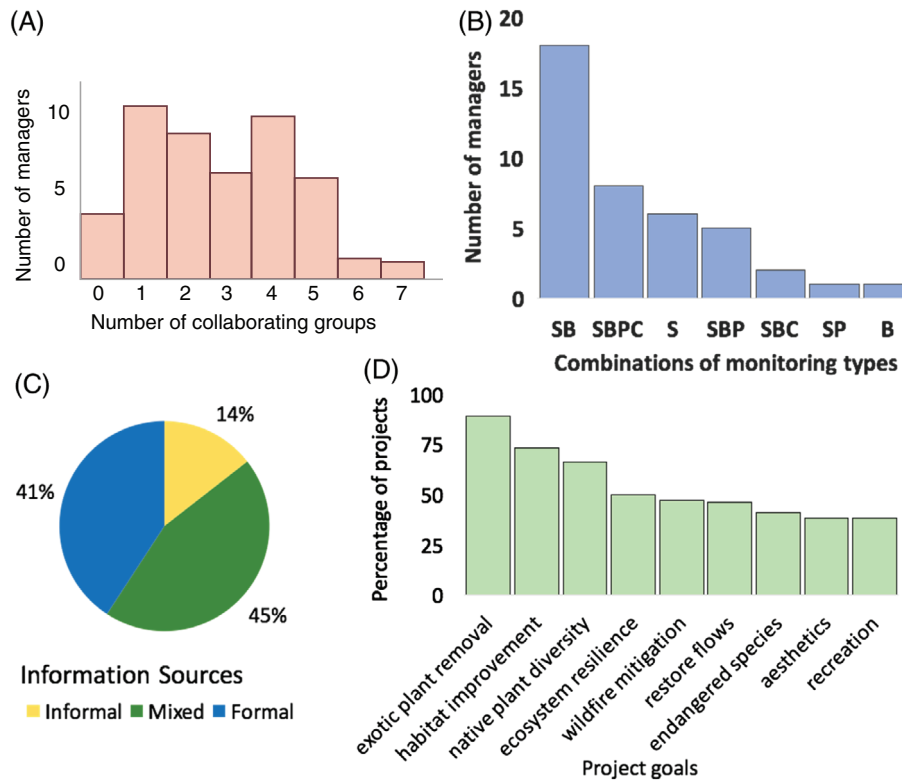 (A)
Number of managers
10
5
0
0 1 2 3 4 5 6 7
Number of collaborating groups
(B)
Number of managers
20
15
10
5
0
SB SBPC S SBP SBC SP B
Combinations of monitoring types
(C)
14%
41%
45%
Information Sources
Informal Mixed Formal
(D)
Percentage of projects
100
75
50
25
0
exotic plant removal
habitat improvement
native plant diversity
ecosystem resilience
wildfire mitigation
restore flows
endangered species
aesthetics
recreation
Project goals